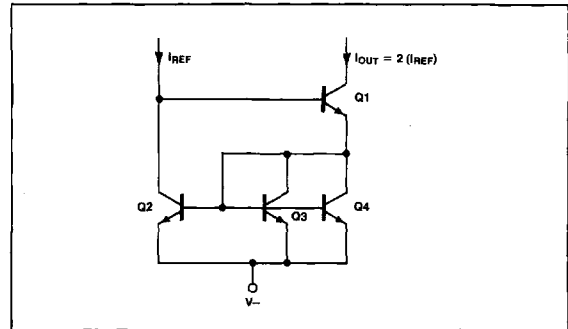 IREF
IOUT = 2 (IREF)
Q1
Q2
Q3
Q4
V−